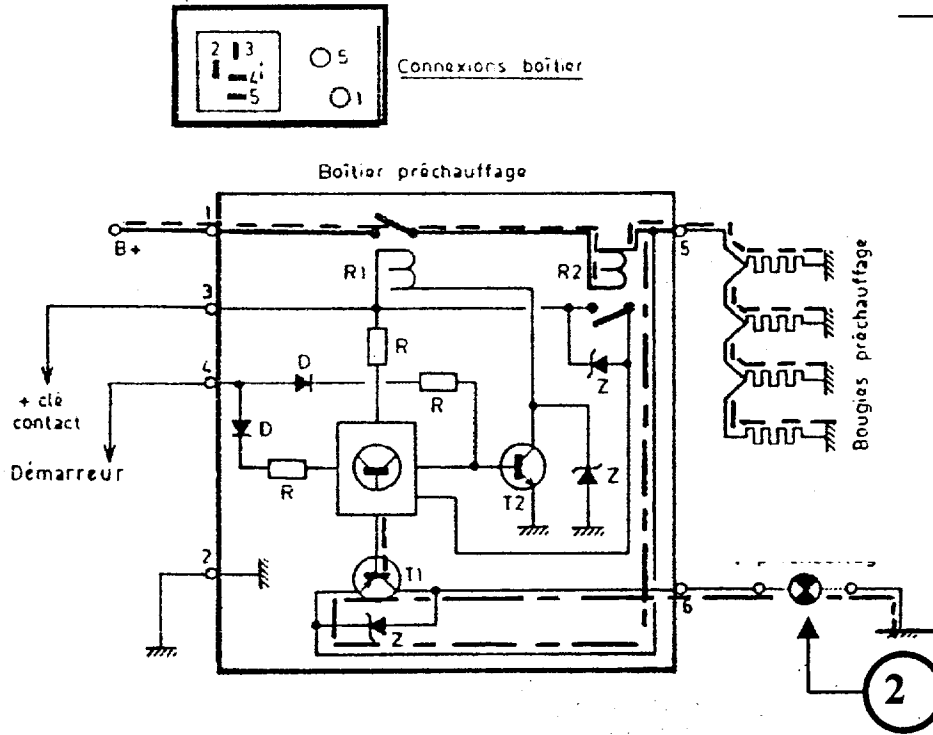 2 3
4
5
5
1
Connexions boîtier
Boîtier préchauffage
1
B+
5
R1
R2
3
R
Z
4
D
R
+ clé
contact
D
Démarreur
R
T2
Z
Bougies préchauffage
2
T1
6
Z
2